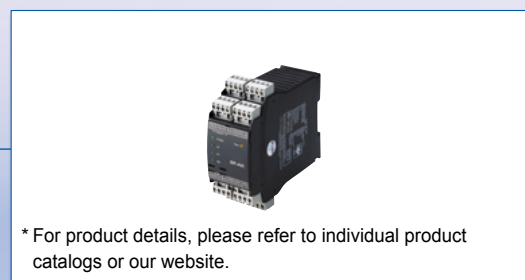 * For product details, please refer to individual product
catalogs or our website.